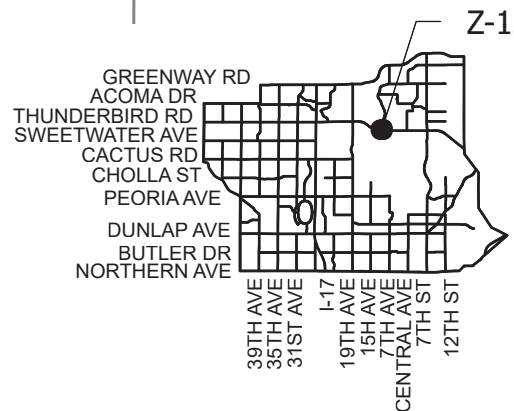 Z-1
GREENWAY RD
ACOMA DR
THUNDERBIRD RD
SWEETWATER AVE
CACTUS RD
CHOLLA ST
PEORIA AVE
DUNLAP AVE
BUTLER DR
NORTHERN AVE
39TH AVE
35TH AVE
31ST AVE
I-17
19TH AVE
15H AVE
7TH AVE
CENTRAL AVE
7TH ST
12TH ST